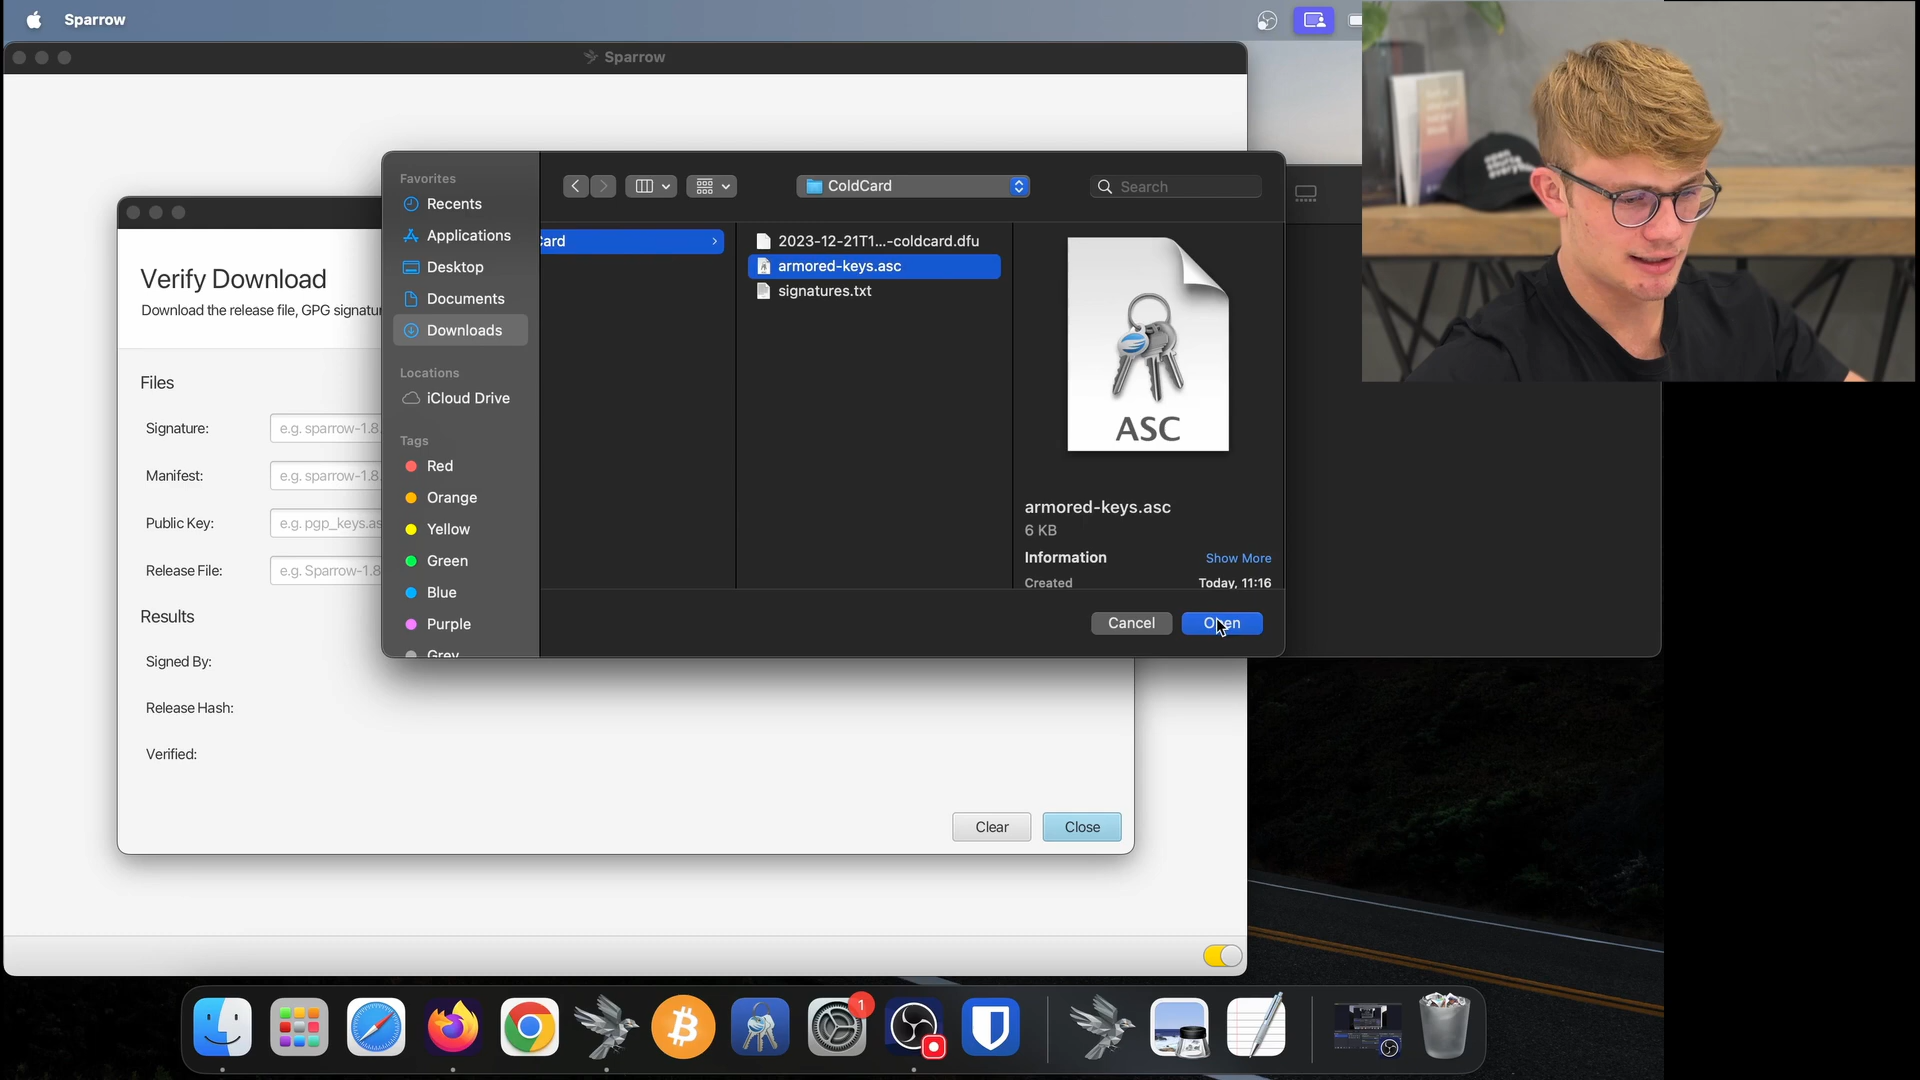 Sparrow
Sparrow
Verify Download
Download the release file, GPG signatur
Files
Signature:
e.g. sparrow-1.8.
Manifest:
e.g. sparrow-1.8.
Public Key:
e.g. pgp_keys.as
Release File:
e.g. Sparrow-1.8
Results
Signed By:
Release Hash:
Verified:
Clear
Close
Favorites
Recents
Applications
Desktop
Documents
Downloads
Locations
iCloud Drive
Tags
Red
Orange
Yellow
Green
Blue
Purple
Grey
ColdCard
Search
Card
2023-12-21T1...-coldcard.dfu
armored-keys.asc
signatures.txt
ASC
armored-keys.asc
6 KB
Information
Show More
Created
Today, 11:16
Cancel
Open
1